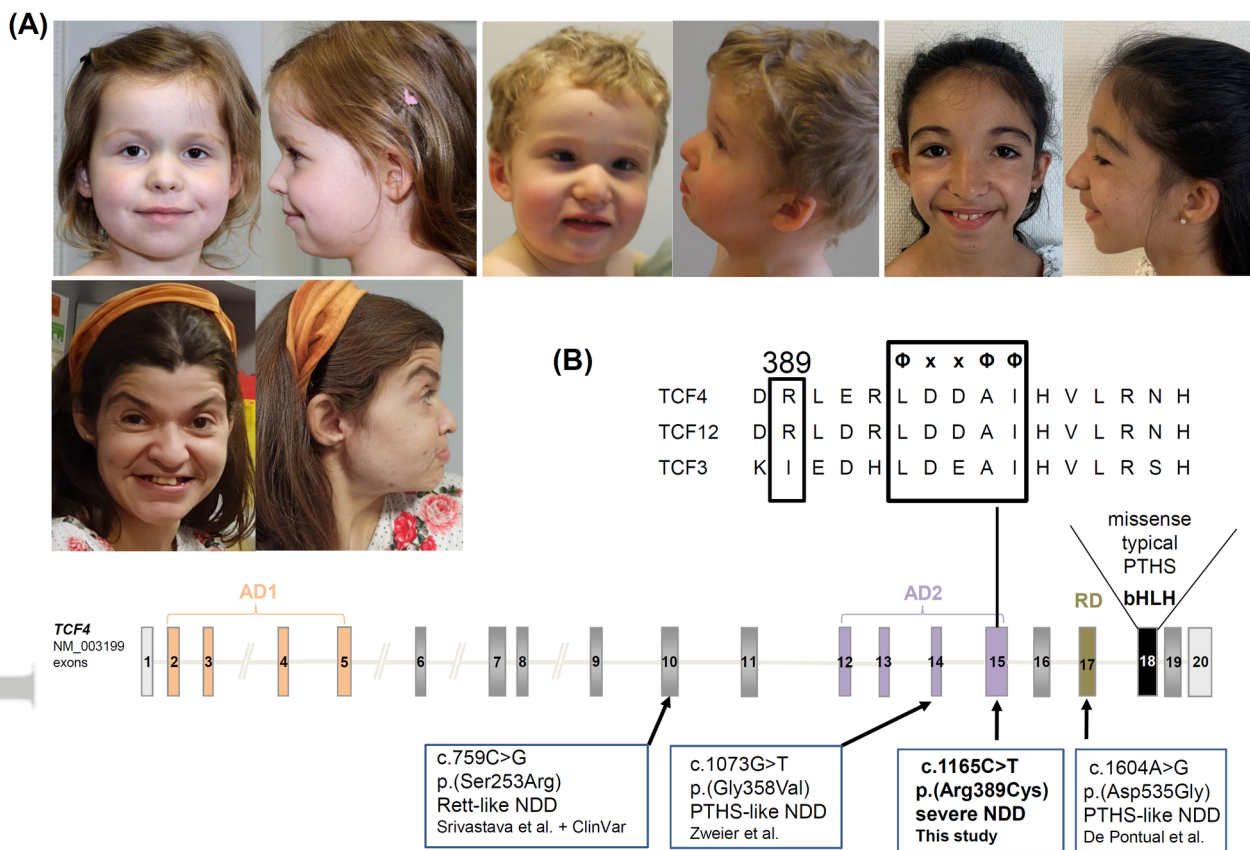 (A)
(B)
389 Φ x x Φ Φ
TCF4 D R L E R L D D A I H V L R N H
TCF12 D R L D R L D D A I H V L R N H
TCF3 K I E D H L D E A I H V L R S H
missense
typical
PTHS
bHLH
AD1
AD2
RD
TCF4
NM_003199
exons
1 2 3 4 5 6 7 8 9 10 11 12 13 14 15 16 17 18 19 20
c.759C>G
p.(Ser253Arg)
Rett-like NDD
Srivastava et al. + ClinVar
c.1073G>T
p.(Gly358Val)
PTHS-like NDD
Zweier et al.
c.1165C>T
p.(Arg389Cys)
severe NDD
This study
c.1604A>G
p.(Asp535Gly)
PTHS-like NDD
De Pontual et al.